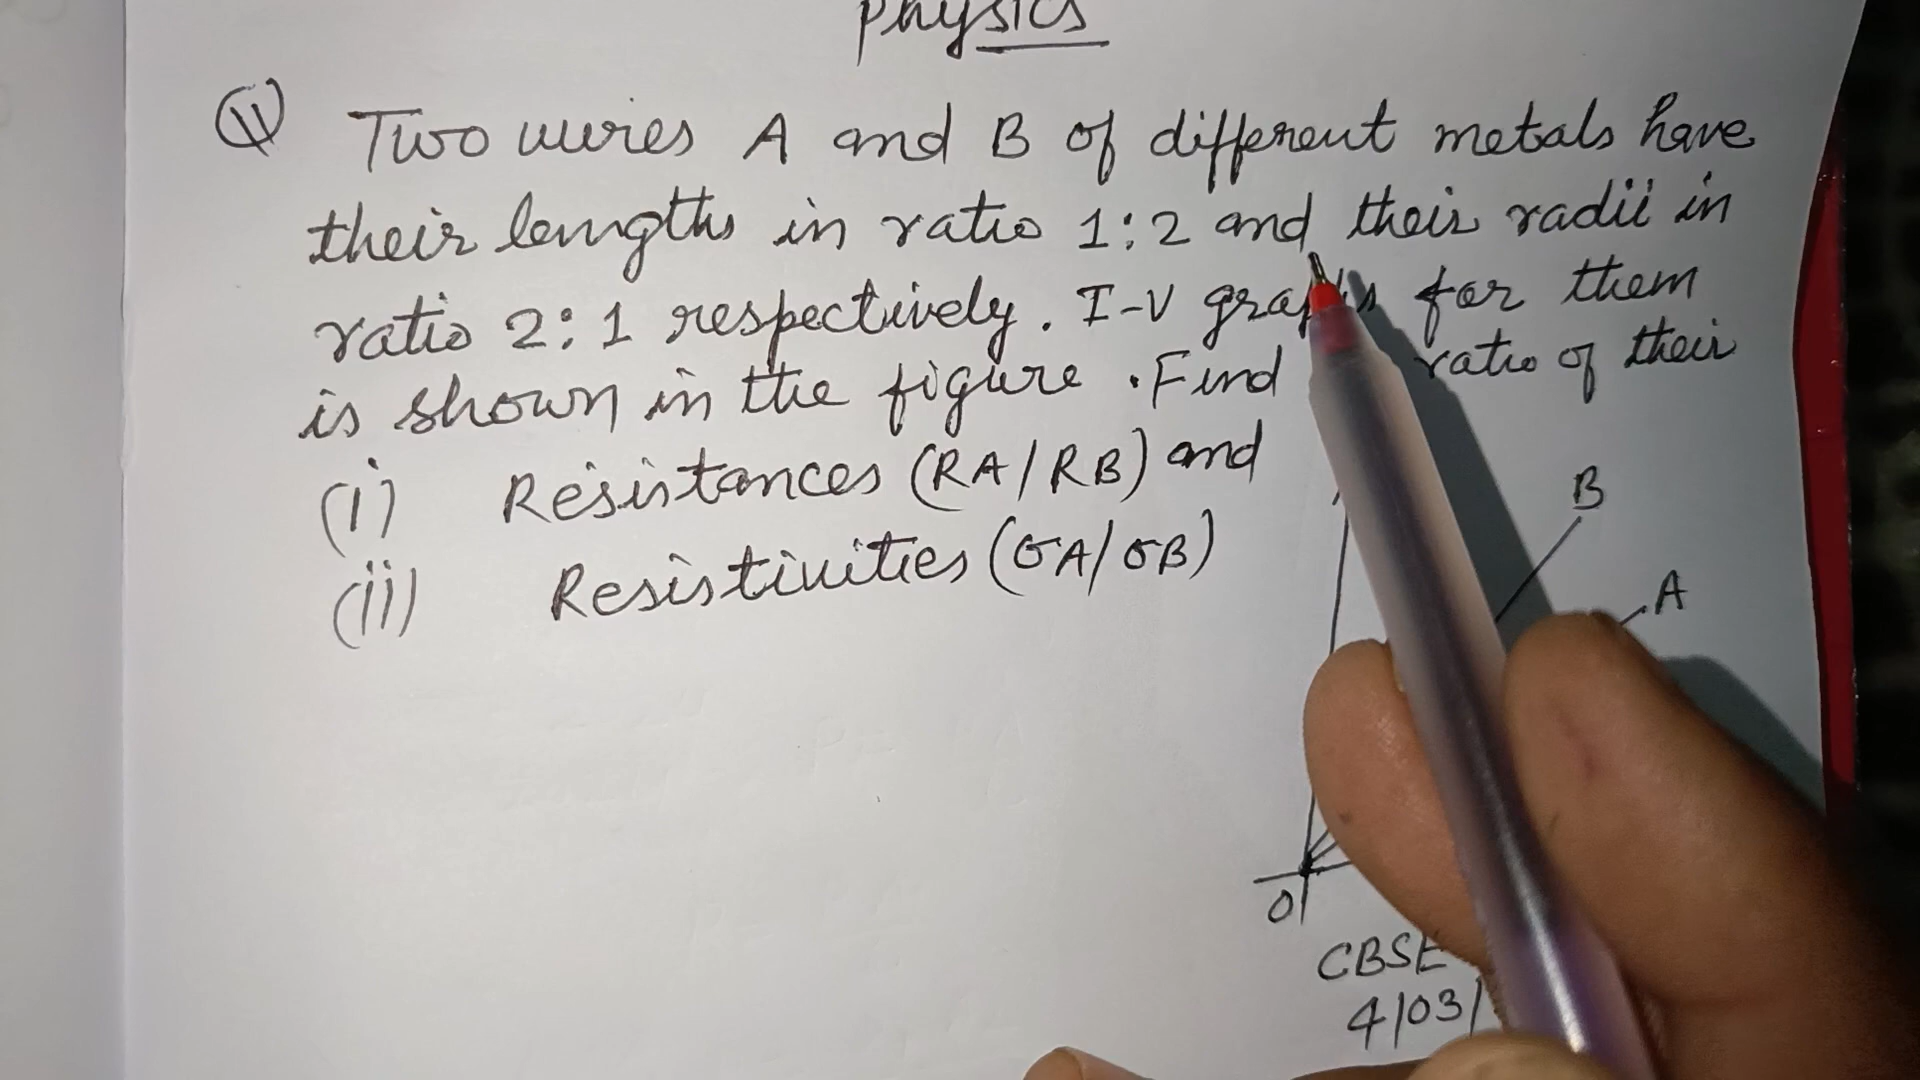 Physics
11 Two wires A and B of different metals have
their lengths in ratio 1:2 and their radii in
ratio 2:1 respectively. I-V graphs for them
is shown in the figure. Find ratio of their
(i) Resistances (RA/RB) and
(ii) Resistivities (σA/σB)
B
A
O
CBSE
4/03/